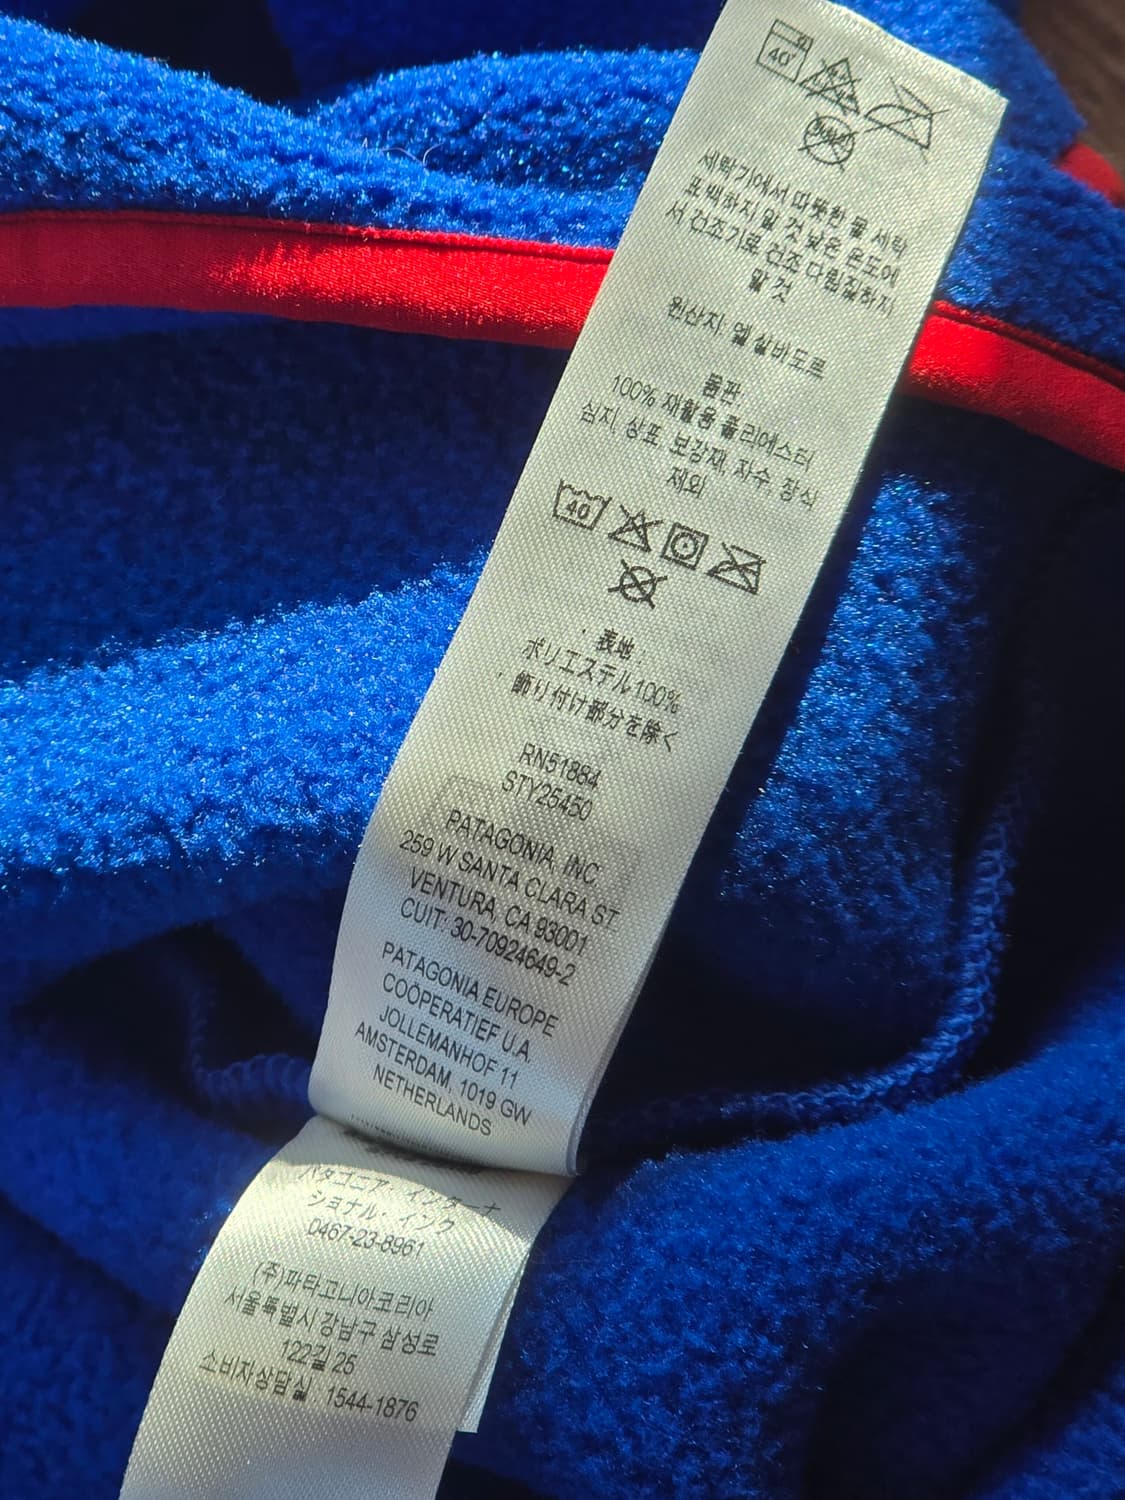 40°
세탁기에서 따뜻한 물 세탁
표백하지 말 것 낮은 온도에
서 건조기로 건조 다림질하지
말 것
원산지: 엘살바도르
몸판
100% 재활용 폴리에스터
심지, 상표, 보강재, 자수, 장식
제외
40
表地
ポリエステル100%
飾り付け部分を除く
RN51884
STY25450
PATAGONIA, INC
259 W SANTA CLARA ST
VENTURA, CA 93001
CUIT: 30-70924649-2
PATAGONIA EUROPE
COÖPERATIEF U.A.
JOLLEMANHOF 11
AMSTERDAM, 1019 GW
NETHERLANDS
パタゴニア・インターナ
ショナル・インク
0467-23-8961
(주)파타고니아코리아
서울특별시 강남구 삼성로
122길 25
소비자상담실 1544-1876